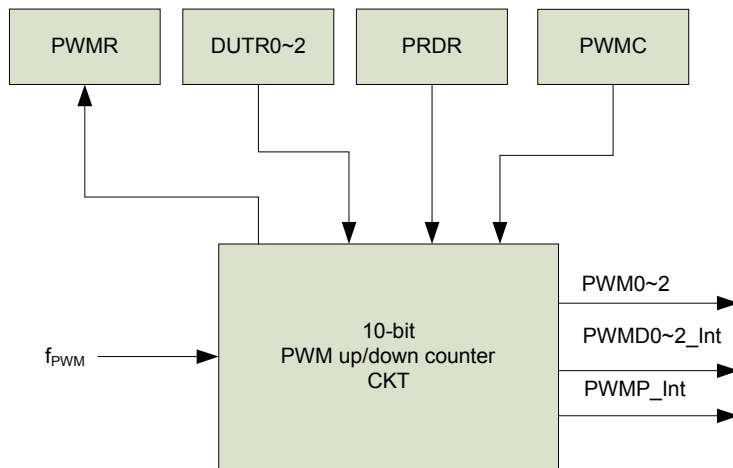 PWMR
DUTR0~2
PRDR
PWMC
PWM0~2
10-bit
PWM up/down counter
CKT
PWMD0~2_Int
fPWM
PWMP_Int